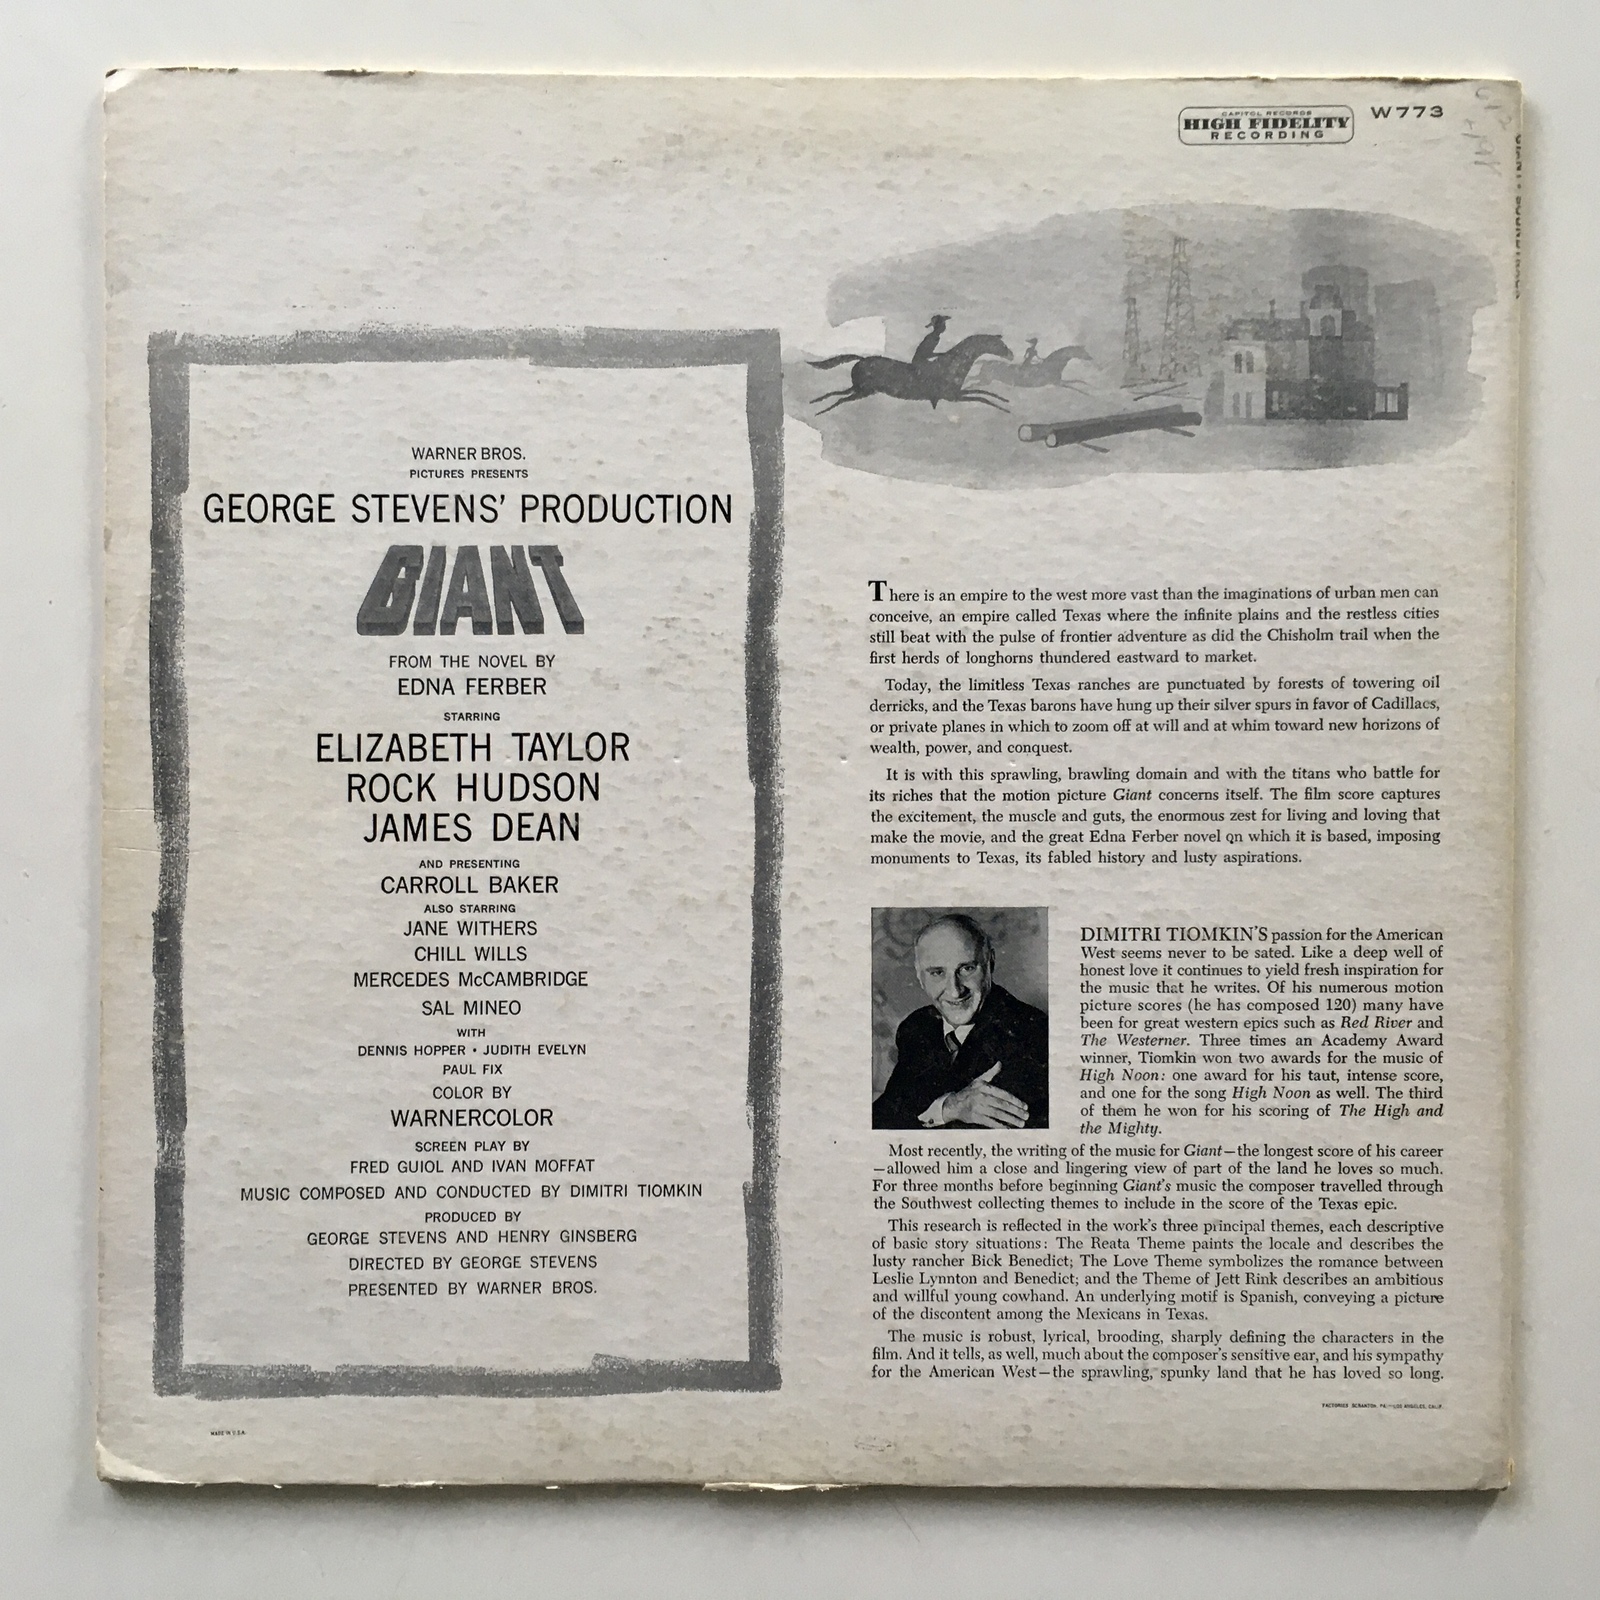 CAPITOL RECORDS
HIGH FIDELITY
RECORDING
W773
WARNER BROS.
PICTURES PRESENTS
GEORGE STEVENS' PRODUCTION
GIANT
FROM THE NOVEL BY
EDNA FERBER
STARRING
ELIZABETH TAYLOR
ROCK HUDSON
JAMES DEAN
AND PRESENTING
CARROLL BAKER
ALSO STARRING
JANE WITHERS
CHILL WILLS
MERCEDES McCAMBRIDGE
SAL MINEO
WITH
DENNIS HOPPER • JUDITH EVELYN
PAUL FIX
COLOR BY
WARNERCOLOR
SCREEN PLAY BY
FRED GUIOL AND IVAN MOFFAT
MUSIC COMPOSED AND CONDUCTED BY DIMITRI TIOMKIN
PRODUCED BY
GEORGE STEVENS AND HENRY GINSBERG
DIRECTED BY GEORGE STEVENS
PRESENTED BY WARNER BROS.
MADE IN U.S.A.
There is an empire to the west more vast than the imaginations of urban men can
conceive, an empire called Texas where the infinite plains and the restless cities
still beat with the pulse of frontier adventure as did the Chisholm trail when the
first herds of longhorns thundered eastward to market.
Today, the limitless Texas ranches are punctuated by forests of towering oil
derricks, and the Texas barons have hung up their silver spurs in favor of Cadillacs,
or private planes in which to zoom off at will and at whim toward new horizons of
wealth, power, and conquest.
It is with this sprawling, brawling domain and with the titans who battle for
its riches that the motion picture Giant concerns itself. The film score captures
the excitement, the muscle and guts, the enormous zest for living and loving that
make the movie, and the great Edna Ferber novel on which it is based, imposing
monuments to Texas, its fabled history and lusty aspirations.
DIMITRI TIOMKIN'S passion for the American
West seems never to be sated. Like a deep well of
honest love it continues to yield fresh inspiration for
the music that he writes. Of his numerous motion
picture scores (he has composed 120) many have
been for great western epics such as Red River and
The Westerner. Three times an Academy Award
winner, Tiomkin won two awards for the music of
High Noon: one award for his taut, intense score,
and one for the song High Noon as well. The third
of them he won for his scoring of The High and
the Mighty.
Most recently, the writing of the music for Giant—the longest score of his career
—allowed him a close and lingering view of part of the land he loves so much.
For three months before beginning Giant's music the composer travelled through
the Southwest collecting themes to include in the score of the Texas epic.
This research is reflected in the work's three principal themes, each descriptive
of basic story situations: The Reata Theme paints the locale and describes the
lusty rancher Bick Benedict; The Love Theme symbolizes the romance between
Leslie Lynnton and Benedict; and the Theme of Jett Rink describes an ambitious
and willful young cowhand. An underlying motif is Spanish, conveying a picture
of the discontent among the Mexicans in Texas.
The music is robust, lyrical, brooding, sharply defining the characters in the
film. And it tells, as well, much about the composer's sensitive ear, and his sympathy
for the American West—the sprawling, spunky land that he has loved so long.
FACTORIES SCRANTON, PA.—LOS ANGELES, CALIF.